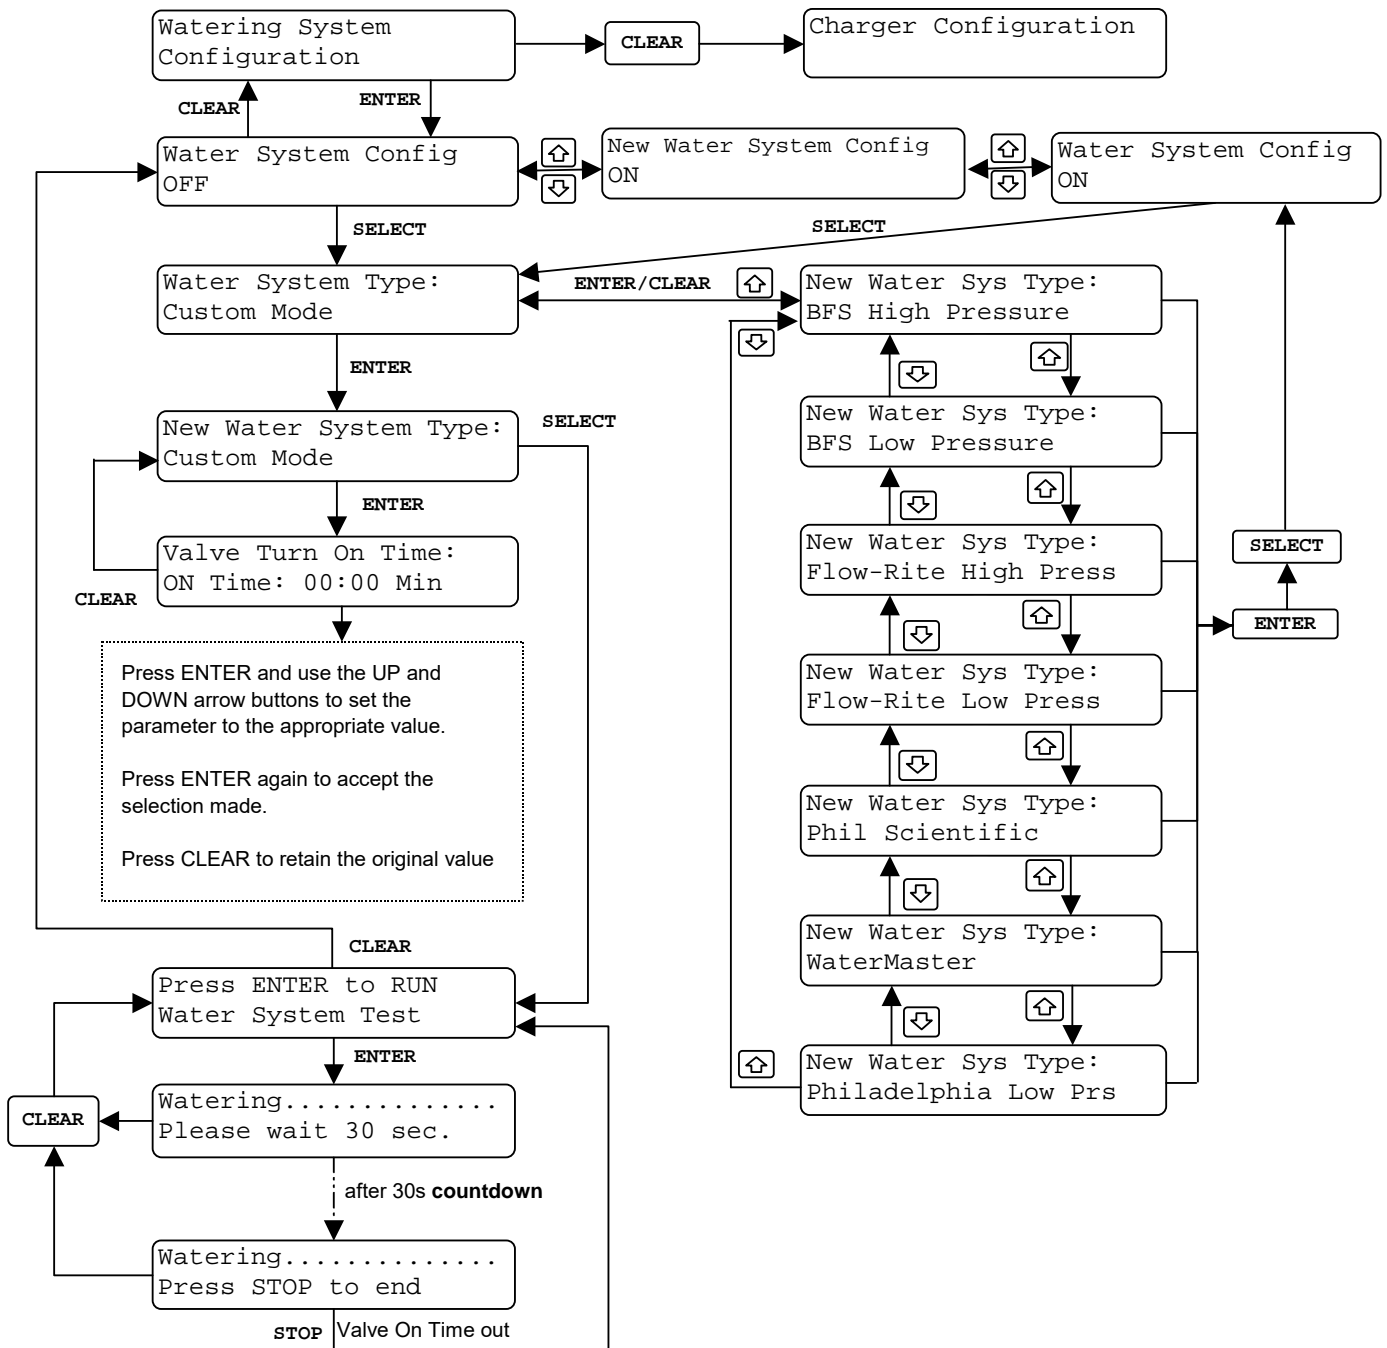 Watering System
Configuration
CLEAR
Charger Configuration
CLEAR
ENTER
Water System Config
OFF
New Water System Config
ON
Water System Config
ON
SELECT
SELECT
Water System Type:
Custom Mode
ENTER/CLEAR
New Water Sys Type:
BFS High Pressure
ENTER
New Water System Type:
Custom Mode
SELECT
New Water Sys Type:
BFS Low Pressure
ENTER
Valve Turn On Time:
ON Time: 00:00 Min
CLEAR
New Water Sys Type:
Flow-Rite High Press
SELECT
ENTER
Press ENTER and use the UP and
DOWN arrow buttons to set the
parameter to the appropriate value.
Press ENTER again to accept the
selection made.
Press CLEAR to retain the original value
New Water Sys Type:
Flow-Rite Low Press
New Water Sys Type:
Phil Scientific
New Water Sys Type:
WaterMaster
New Water Sys Type:
Philadelphia Low Prs
CLEAR
Press ENTER to RUN
Water System Test
ENTER
CLEAR
Watering..............
Please wait 30 sec.
after 30s countdown
Watering..............
Press STOP to end
STOP
Valve On Time out